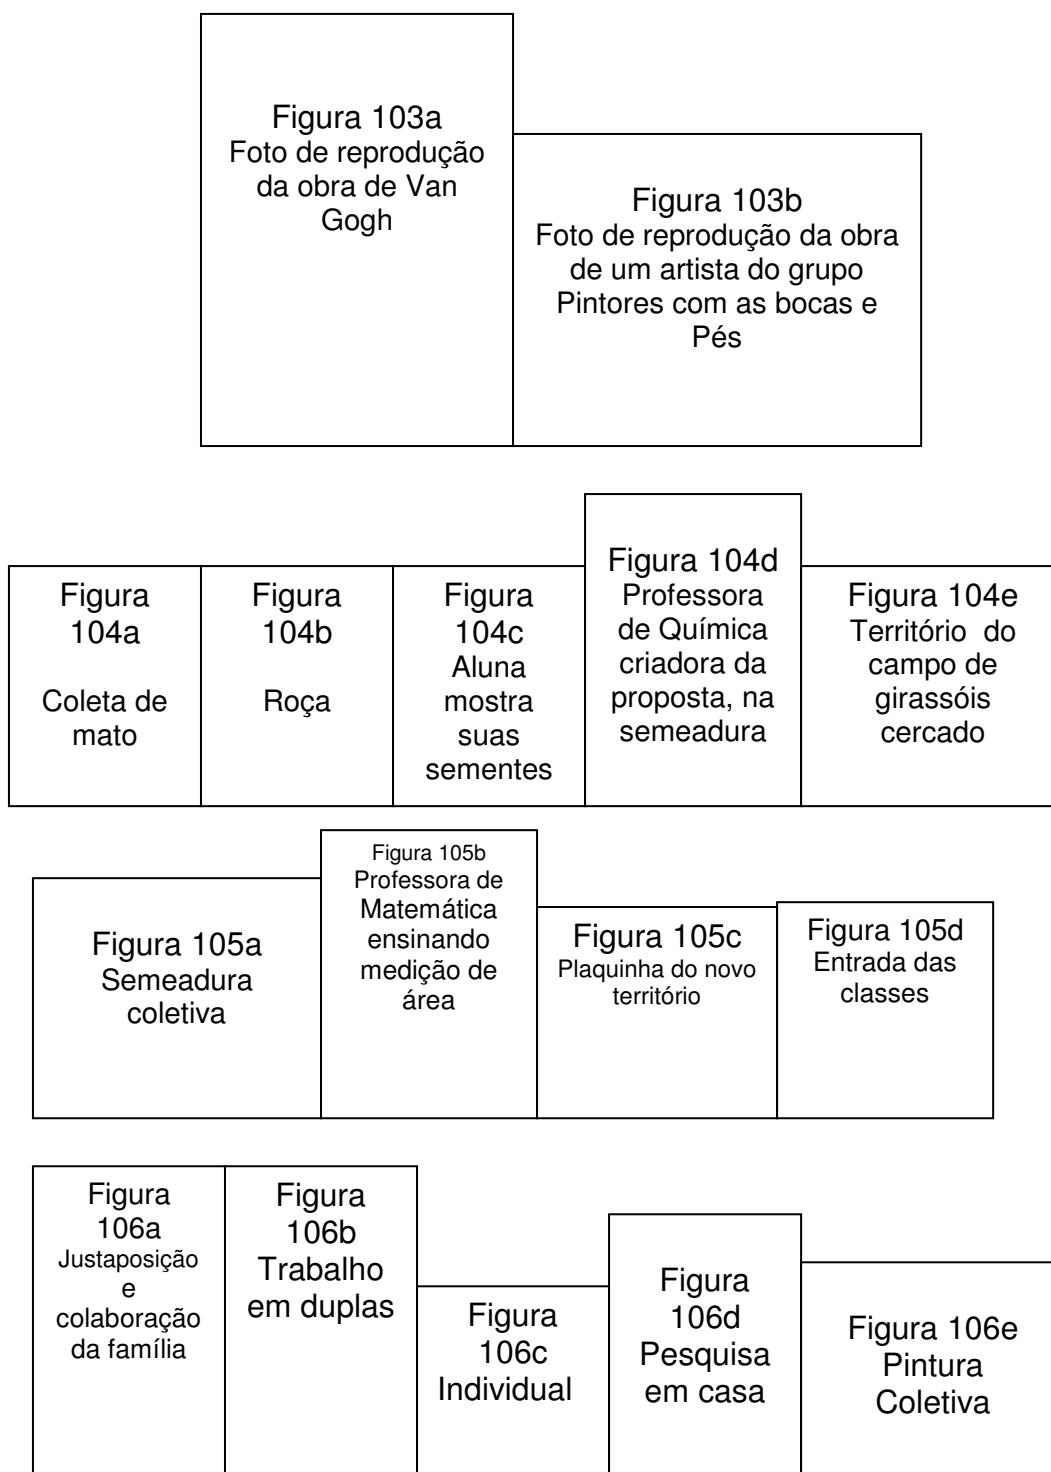 Figura 103a
Foto de reprodução
da obra de Van
Gogh
Figura 103b
Foto de reprodução da obra
de um artista do grupo
Pintores com as bocas e
Pés
Figura
104a
Coleta de
mato
Figura
104b
Roça
Figura
104c
Aluna
mostra
suas
sementes
Figura 104d
Professora
de Química
criadora da
proposta, na
semeadura
Figura 104e
Território do
campo de
girassóis
cercado
Figura 105a
Semeadura
coletiva
Figura 105b
Professora de
Matemática
ensinando
medição de
área
Figura 105c
Plaquinha do novo
território
Figura 105d
Entrada das
classes
Figura
106a
Justaposição
e
colaboração
da família
Figura
106b
Trabalho
em duplas
Figura
106c
Individual
Figura
106d
Pesquisa
em casa
Figura 106e
Pintura
Coletiva